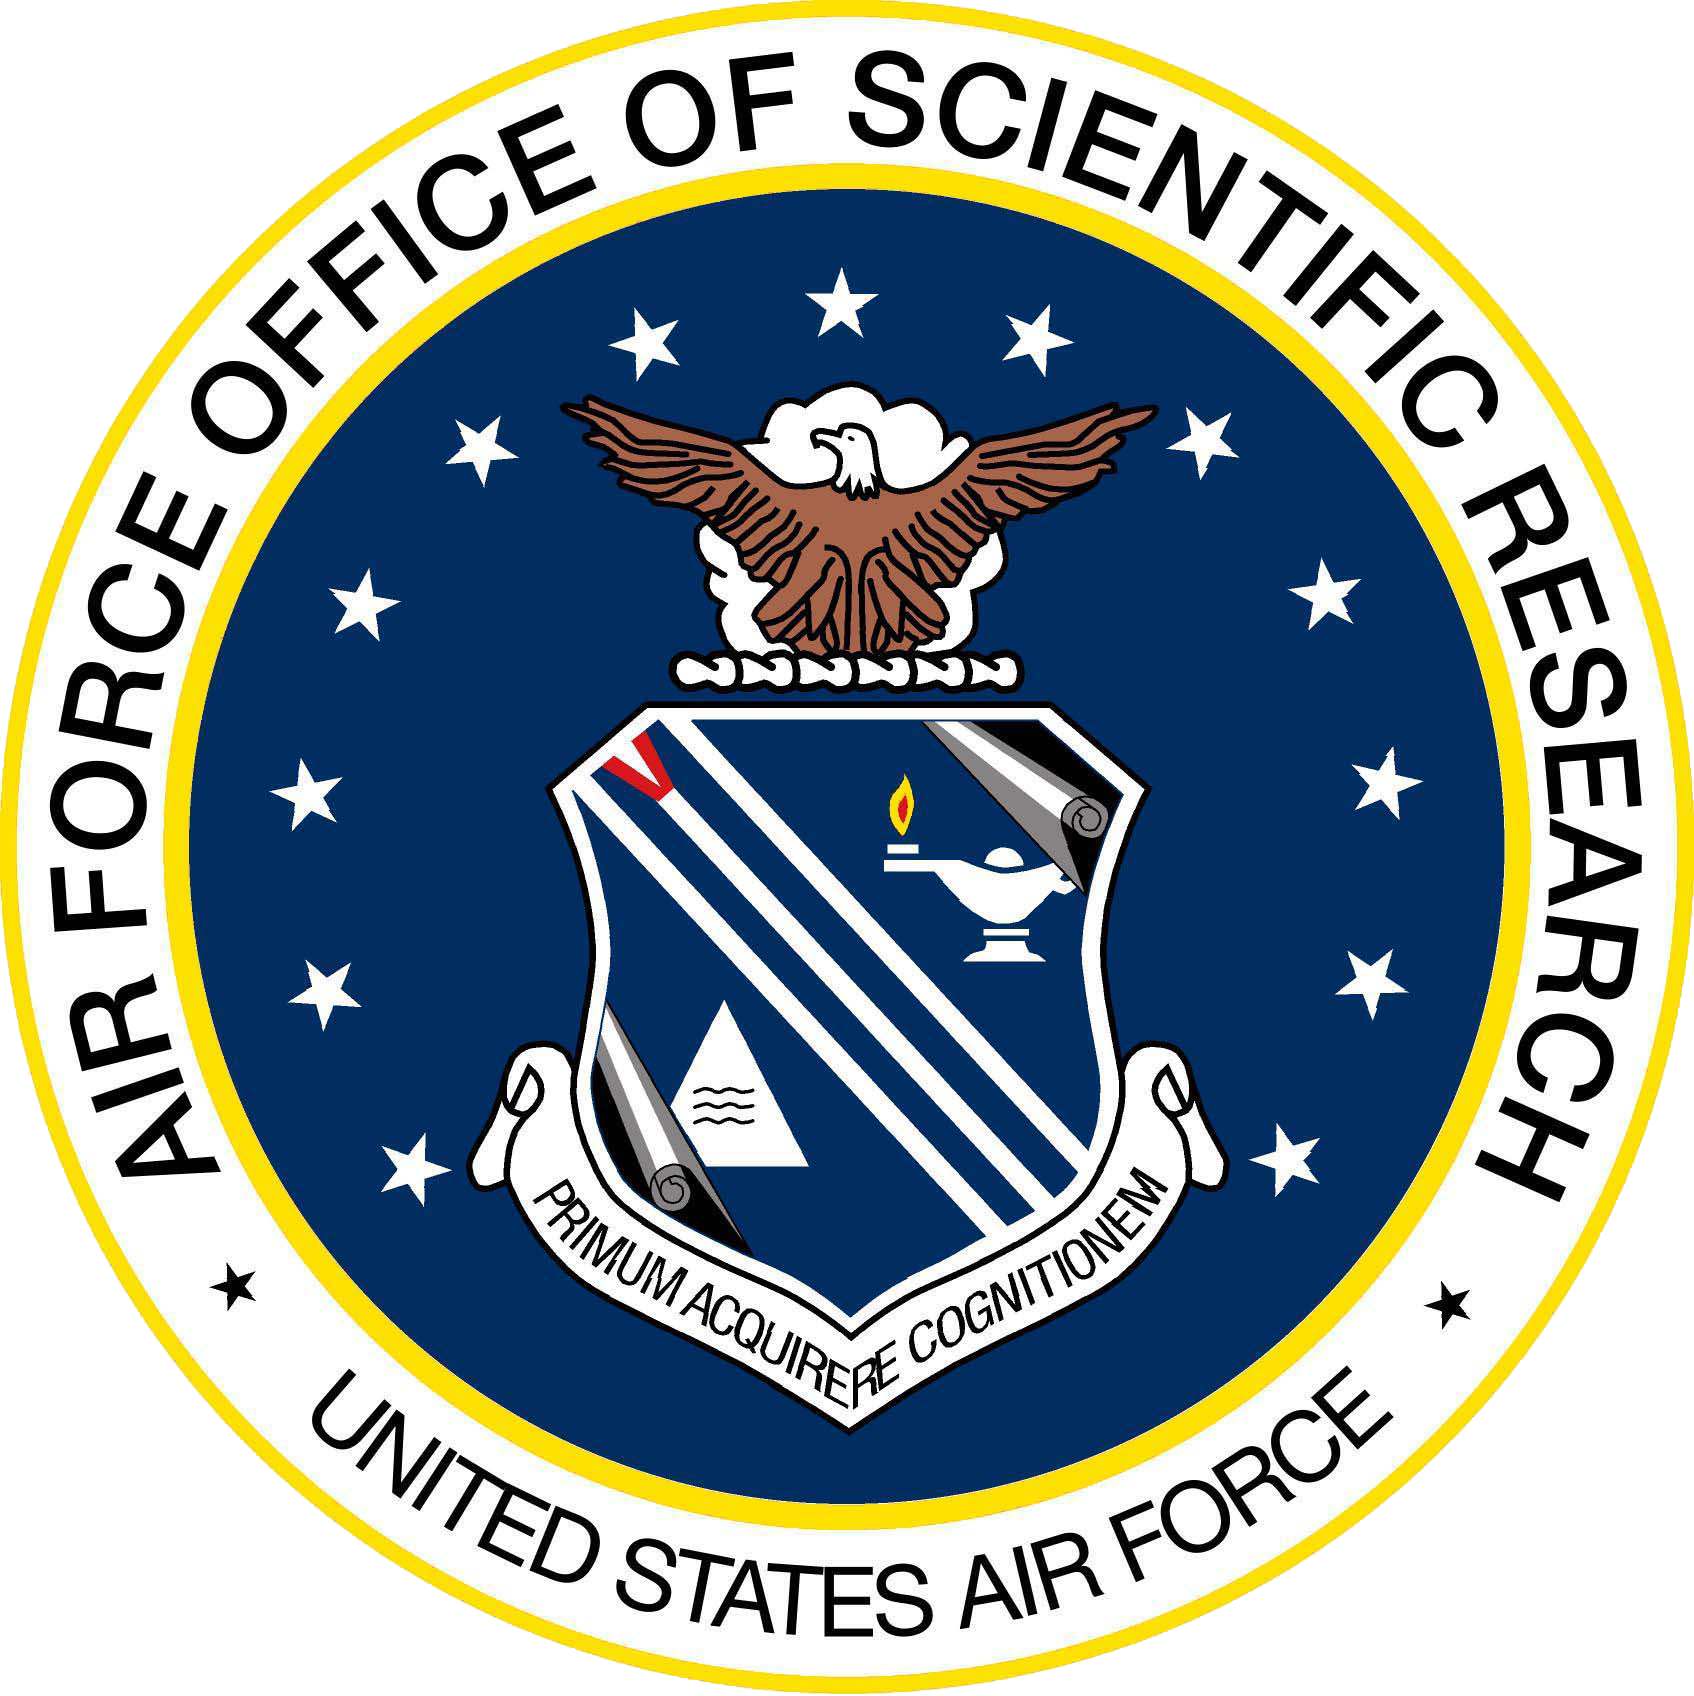 AIR FORCE OFFICE OF SCIENTIFIC RESEARCH
PRIMUM ACQUIRERE COGNITIONEM
UNITED STATES AIR FORCE